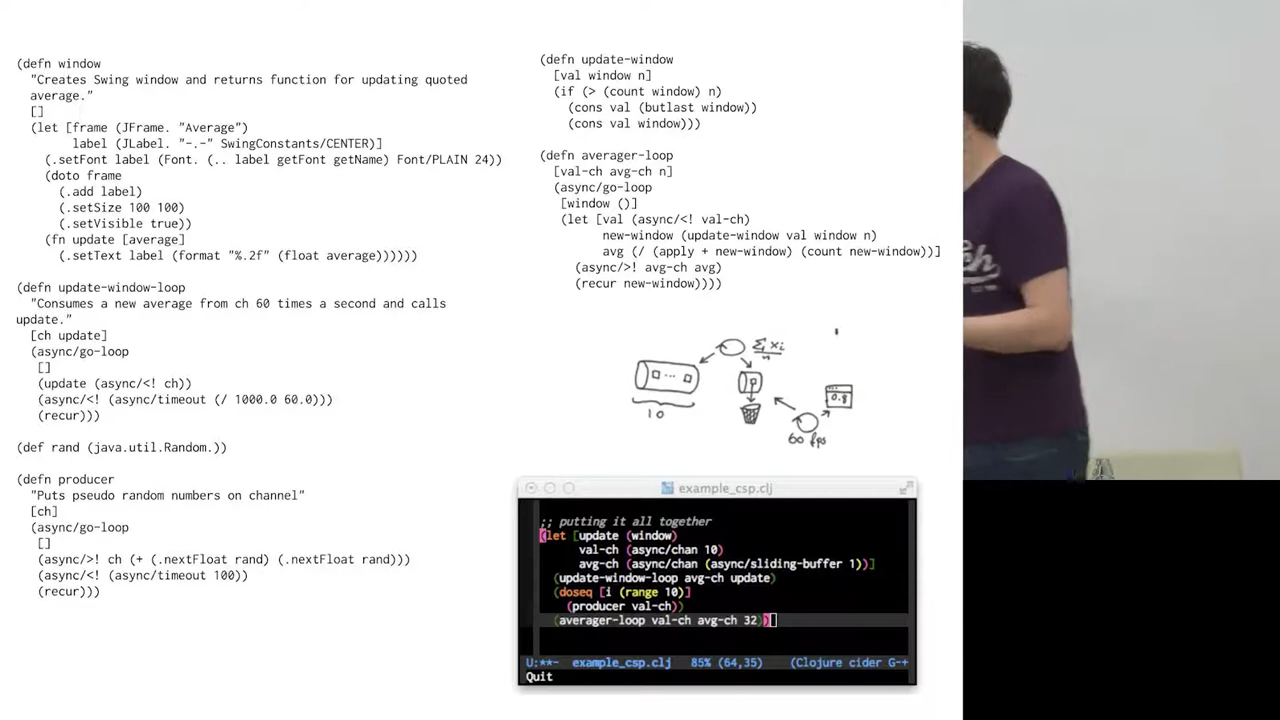 (defn window
"Creates Swing window and returns function for updating quoted
average."
[]
(let [frame (JFrame. "Average")
label (JLabel. "-.-" SwingConstants/CENTER)]
(.setFont label (Font. (.. label getFont getName) Font/PLAIN 24))
(doto frame
(.add label)
(.setSize 100 100)
(.setVisible true))
(fn update [average]
(.setText label (format "%.2f" (float average))))))
(defn update-window-loop
"Consumes a new average from ch 60 times a second and calls
update."
[ch update]
(async/go-loop
[]
(update (async/<! ch))
(async/<! (async/timeout (/ 1000.0 60.0)))
(recur)))
(def rand (java.util.Random.))
(defn producer
"Puts pseudo random numbers on channel"
[ch]
(async/go-loop
[]
(async/>! ch (+ (.nextFloat rand) (.nextFloat rand)))
(async/<! (async/timeout 100))
(recur)))
(defn update-window
[val window n]
(if (> (count window) n)
(cons val (butlast window))
(cons val window)))
(defn averager-loop
[val-ch avg-ch n]
(async/go-loop
[window ()]
(let [val (async/<! val-ch)
new-window (update-window val window n)
avg (/ (apply + new-window) (count new-window))]
(async/>! avg-ch avg)
(recur new-window))))
Σ xi
n
10
0.8
60 fps
example_csp.clj
;; putting it all together
(let [update (window)
val-ch (async/chan 10)
avg-ch (async/chan (async/sliding-buffer 1))]
(update-window-loop avg-ch update)
(doseq [i (range 10)]
(producer val-ch))
(averager-loop val-ch avg-ch 32))
U:**- example_csp.clj 85% (64,35) (Clojure cider G-+
Quit